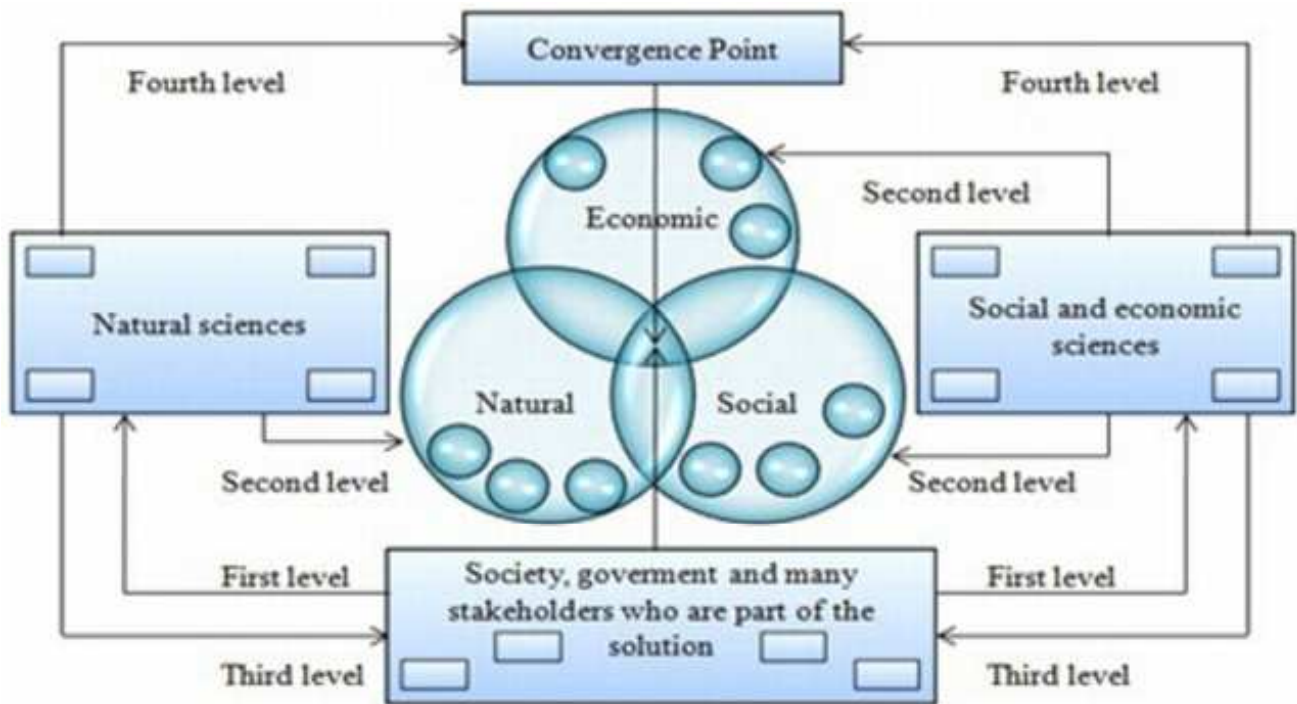 Convergence Point
Fourth level
Fourth level
Second level
Economic
Natural sciences
Social and economic
sciences
Natural
Social
Second level
Second level
First level
First level
Society, goverment and many
stakeholders who are part of the
solution
Third level
Third level